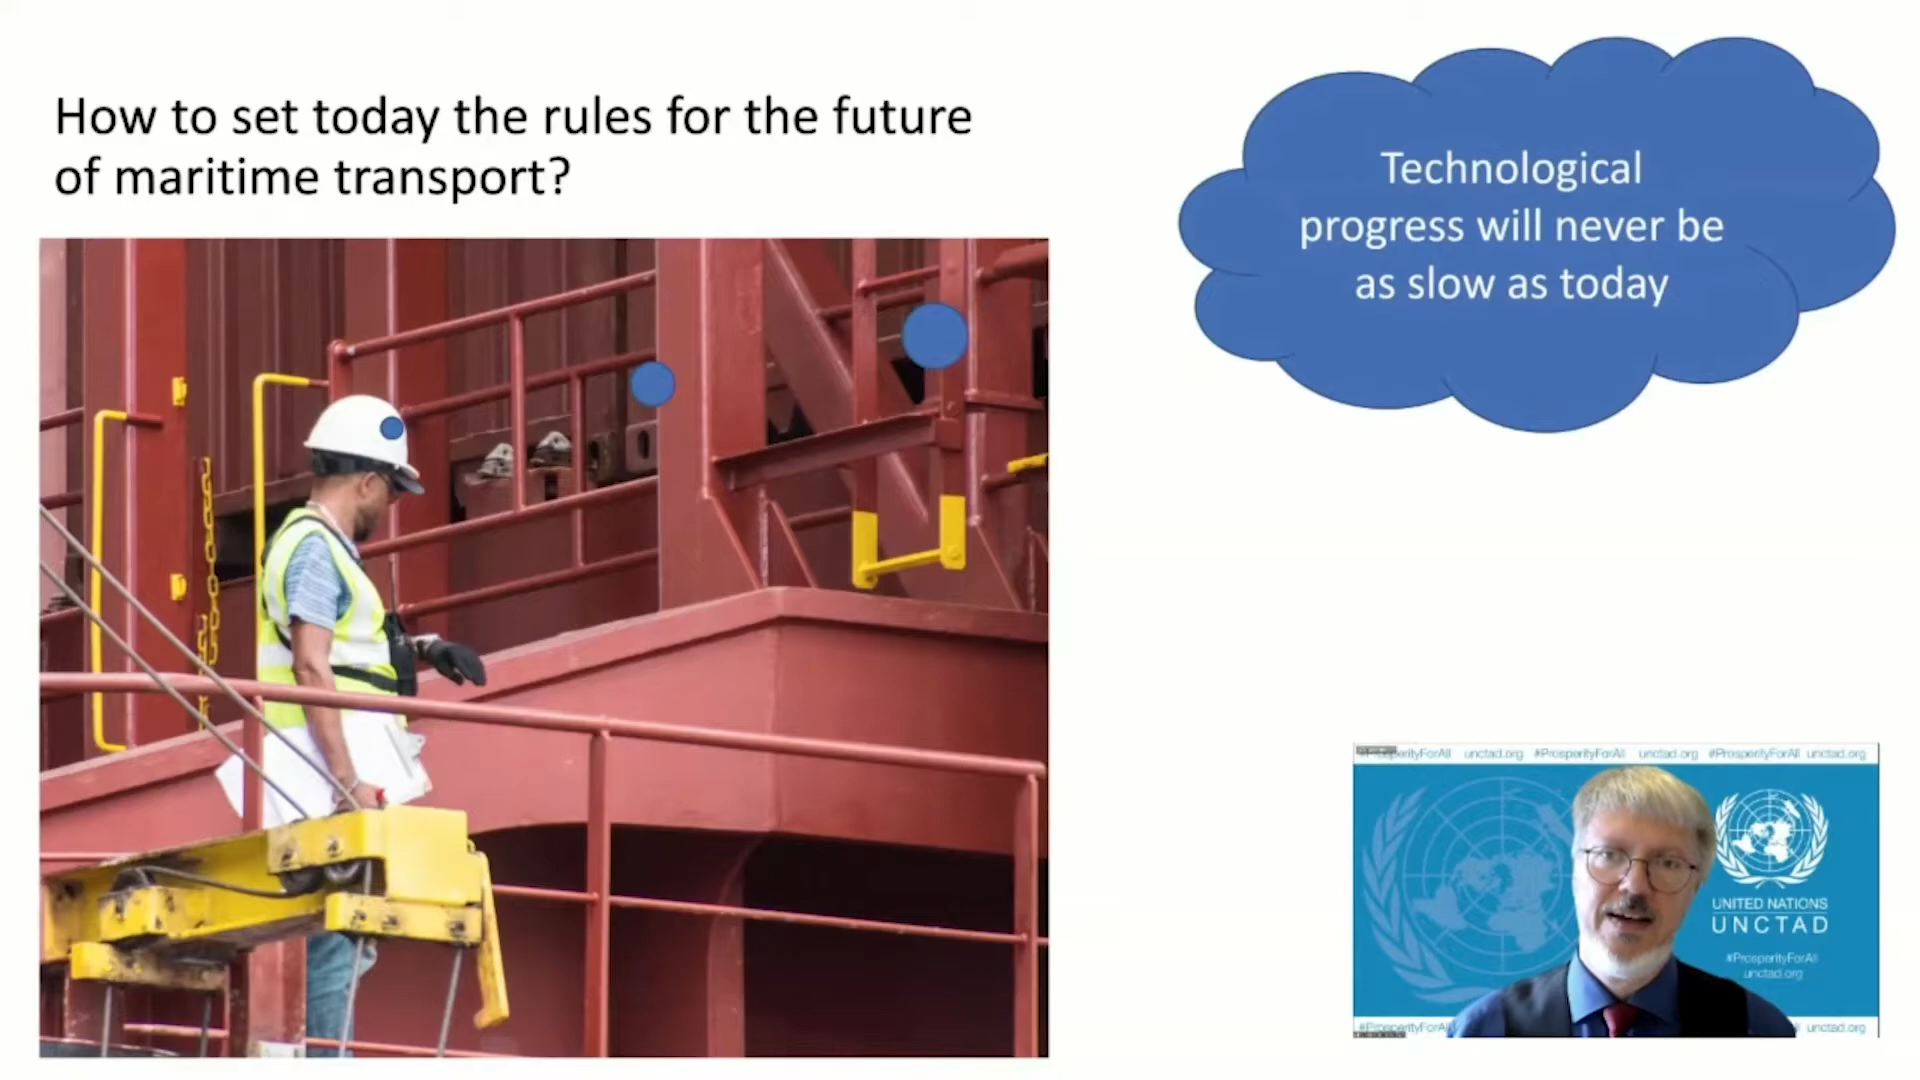 How to set today the rules for the future
of maritime transport?
Technological
progress will never be
as slow as today
#ProsperityForAll unctad.org #ProsperityForAll unctad.org #ProsperityForAll unctad.org
UNITED NATIONS
UNCTAD
#ProsperityForAll
unctad.org
unctad.org